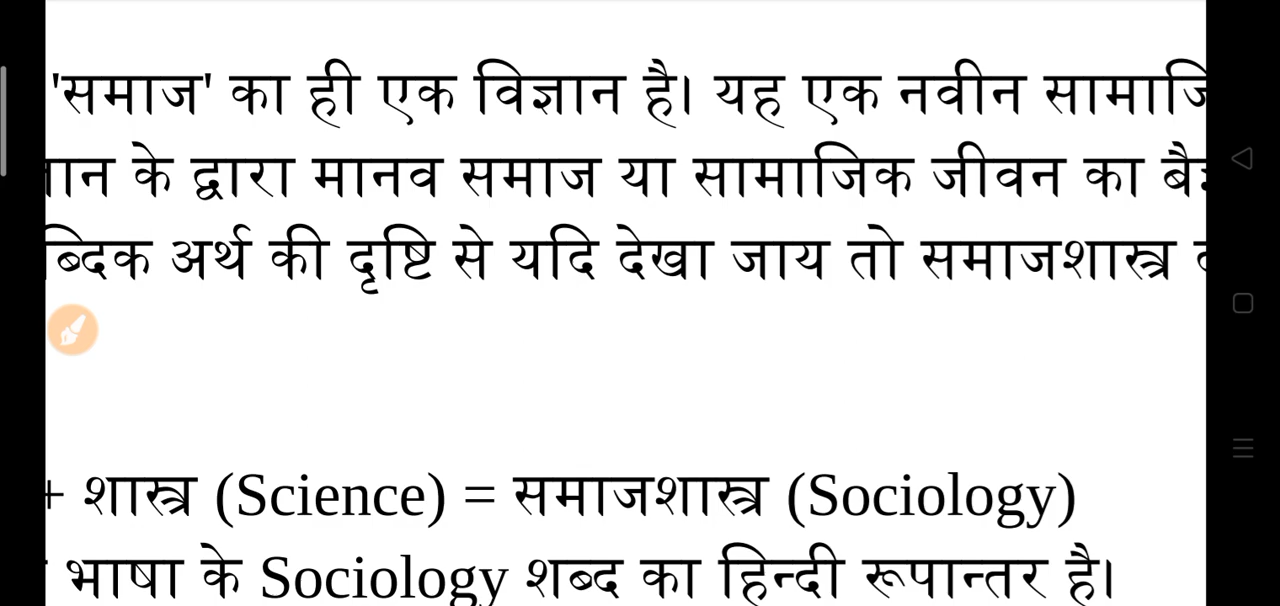 'समाज' का ही एक विज्ञान है। यह एक नवीन
के द्वारा मानव समाज या सामाजिक जीवन का
अर्थ की दृष्टि से यदि देखा जाय तो समाजशास्त्र
+ शास्त्र (Science) = समाजशास्त्र (Sociology)
भाषा के Sociology शब्द का हिन्दी रूपान्तर है।